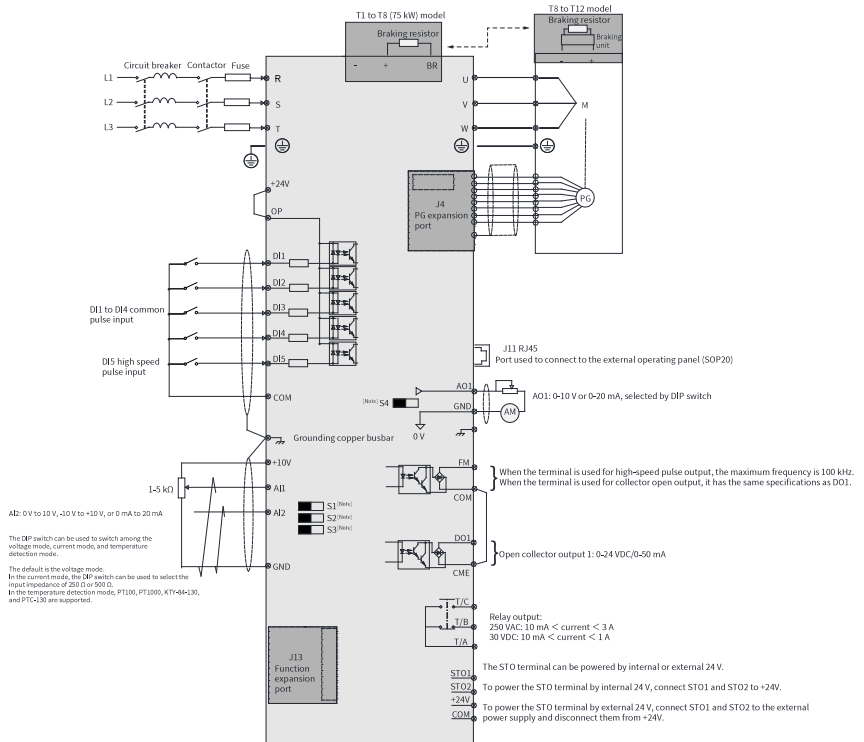 T1 to T8 (75 kW) model
Braking resistor
- + BR
T8 to T12 model
Braking resistor
Braking
unit
- +
Circuit breaker Contactor Fuse
L1 R
L2 S
L3 T
U
V
W
M
+24V
OP
J4
PG expansion
port
PG
DI1
DI2
DI3
DI4
DI5
COM
DI1 to DI4 common
pulse input
DI5 high speed
pulse input
J11 RJ45
Port used to connect to the external operating panel (SOP20)
AO1
GND
[Note] S4
0 V
AM
AO1: 0-10 V or 0-20 mA, selected by DIP switch
Grounding copper busbar
+10V
1-5 kΩ
AI1
AI2
GND
S1 [Note]
S2 [Note]
S3 [Note]
AI2: 0 V to 10 V, -10 V to +10 V, or 0 mA to 20 mA
The DIP switch can be used to switch among the
voltage mode, current mode, and temperature
detection mode.
The default is the voltage mode.
In the current mode, the DIP switch can be used to select the
input impedance of 250 Ω or 500 Ω.
In the temperature detection mode, PT100, PT1000, KTY-84-130,
and PTC-130 are supported.
FM
COM
When the terminal is used for high-speed pulse output, the maximum frequency is 100 kHz.
When the terminal is used for collector open output, it has the same specifications as DO1.
DO1
CME
Open collector output 1: 0-24 VDC/0-50 mA
T/C
T/B
T/A
Relay output:
250 VAC: 10 mA < current < 3 A
30 VDC: 10 mA < current < 1 A
J13
Function
expansion
port
STO1
STO2
+24V
COM
The STO terminal can be powered by internal or external 24 V.
To power the STO terminal by internal 24 V, connect STO1 and STO2 to +24V.
To power the STO terminal by external 24 V, connect STO1 and STO2 to the external
power supply and disconnect them from +24V.